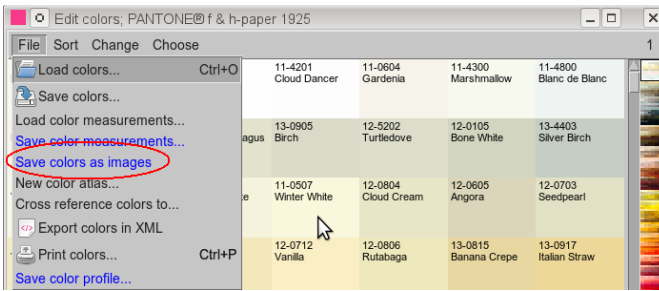 Edit colors; PANTONE® f & h-paper 1925
File Sort Change Choose 1
Load colors... Ctrl+O
Save colors...
Load color measurements...
Save color measurements...
Save colors as images
New color atlas...
Cross reference colors to...
Export colors in XML
Print colors... Ctrl+P
Save color profile...
11-4201 11-0604 11-4300 11-4800
Cloud Dancer Gardenia Marshmallow Blanc de Blanc
13-0905 12-5202 12-0105 13-4403
agus Birch Turtledove Bone White Silver Birch
11-0507 12-0804 12-0605 12-0703
te Winter White Cloud Cream Angora Seedpearl
12-0712 12-0806 13-0815 13-0917
Vanilla Rutabaga Banana Crepe Italian Straw